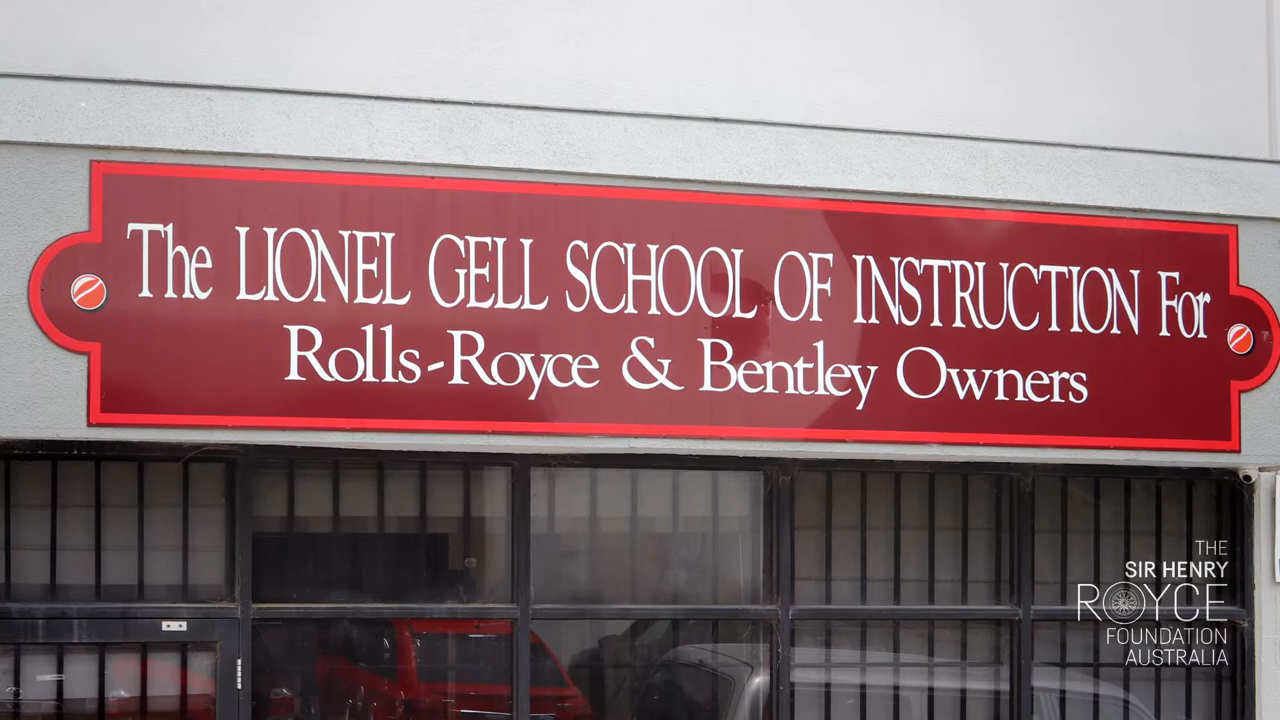 The LIONEL GELL SCHOOL OF INSTRUCTION For
Rolls-Royce & Bentley Owners
THE
SIR HENRY
ROYCE
FOUNDATION
AUSTRALIA